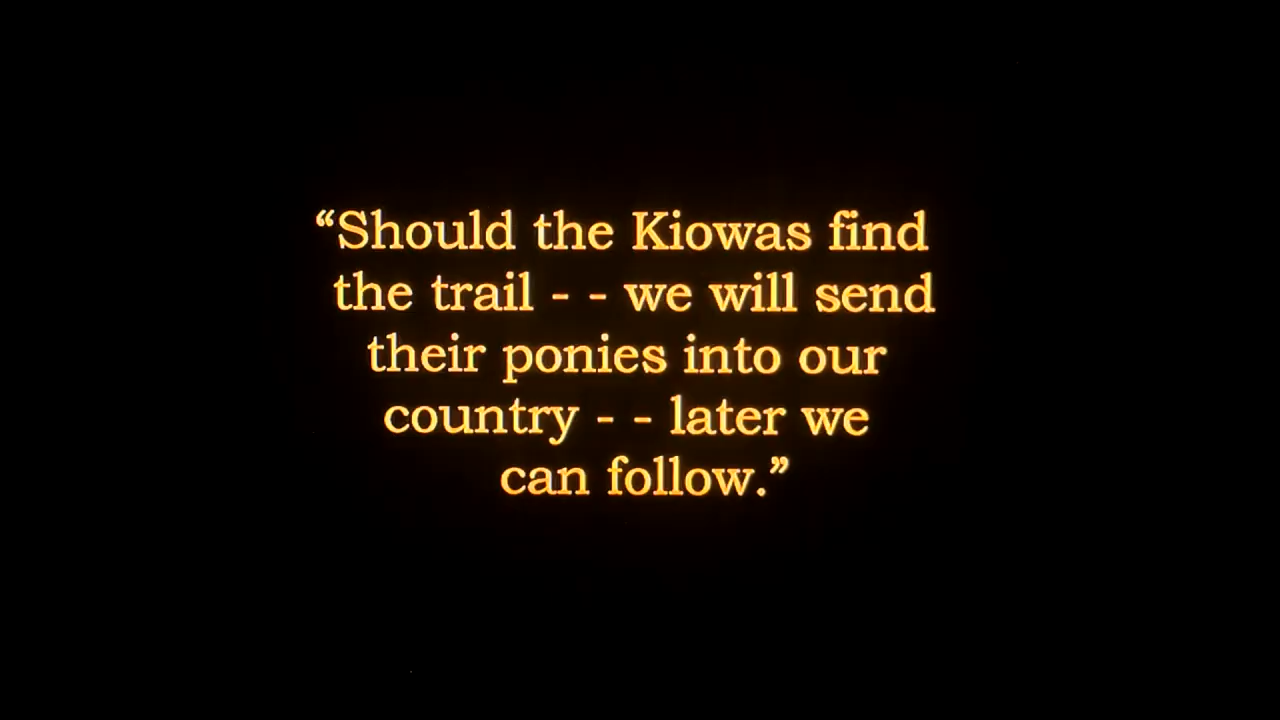 “Should the Kiowas find
the trail - - we will send
their ponies into our
country - - later we
can follow.”